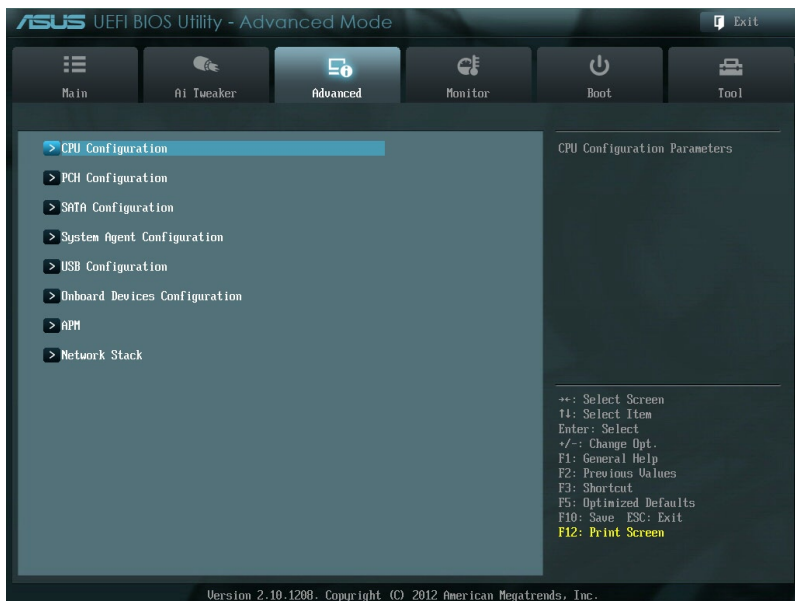 ASUS UEFI BIOS Utility - Advanced Mode
Exit
Main
Ai Tweaker
Advanced
Monitor
Boot
Tool
> CPU Configuration
> PCH Configuration
> SATA Configuration
> System Agent Configuration
> USB Configuration
> Onboard Devices Configuration
> APM
> Network Stack
CPU Configuration Parameters
→←: Select Screen
↑↓: Select Item
Enter: Select
+/-: Change Opt.
F1: General Help
F2: Previous Values
F3: Shortcut
F5: Optimized Defaults
F10: Save ESC: Exit
F12: Print Screen
Version 2.10.1208. Copyright (C) 2012 American Megatrends, Inc.